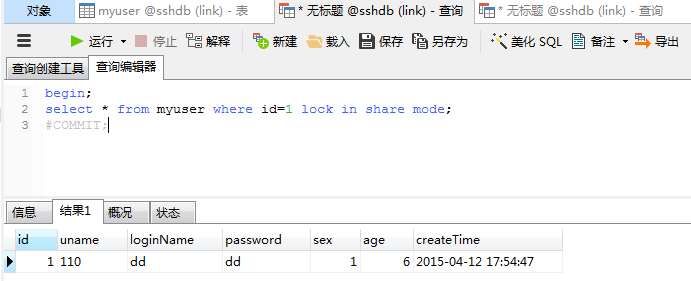 对象 myuser @sshdb (link) - 表 * 无标题 @sshdb (link) - 查询 * 无标题 @sshdb (link) - 查询
运行 停止 解释 新建 载入 保存 另存为 美化 SQL 备注 导出
查询创建工具 查询编辑器
1 begin;
2 select * from myuser where id=1 lock in share mode;
3 #COMMIT;
信息 结果1 概况 状态
id uname loginName password sex age createTime
1 110 dd dd 1 6 2015-04-12 17:54:47